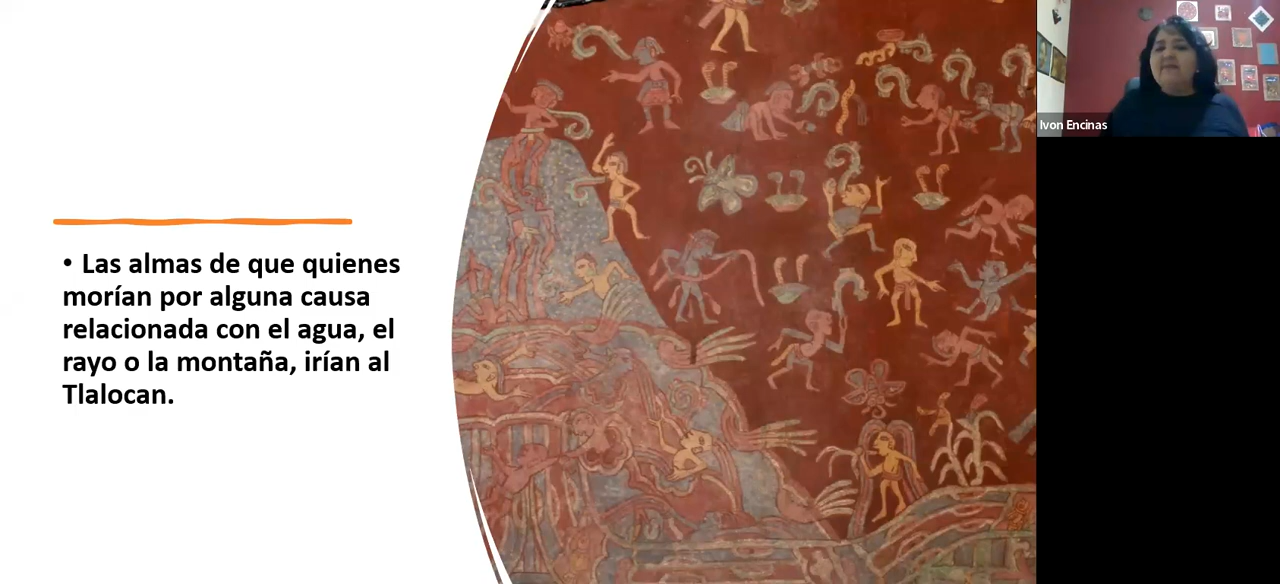 • Las almas de que quienes
morían por alguna causa
relacionada con el agua, el
rayo o la montaña, irían al
Tlalocan.
Ivon Encinas